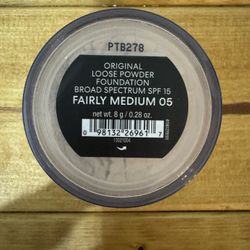 PTB278
ORIGINAL
LOOSE POWDER
FOUNDATION
BROAD SPECTRUM SPF 15
FAIRLY MEDIUM 05
net wt. 8 g / 0.28 oz.
0 98132 26961 7